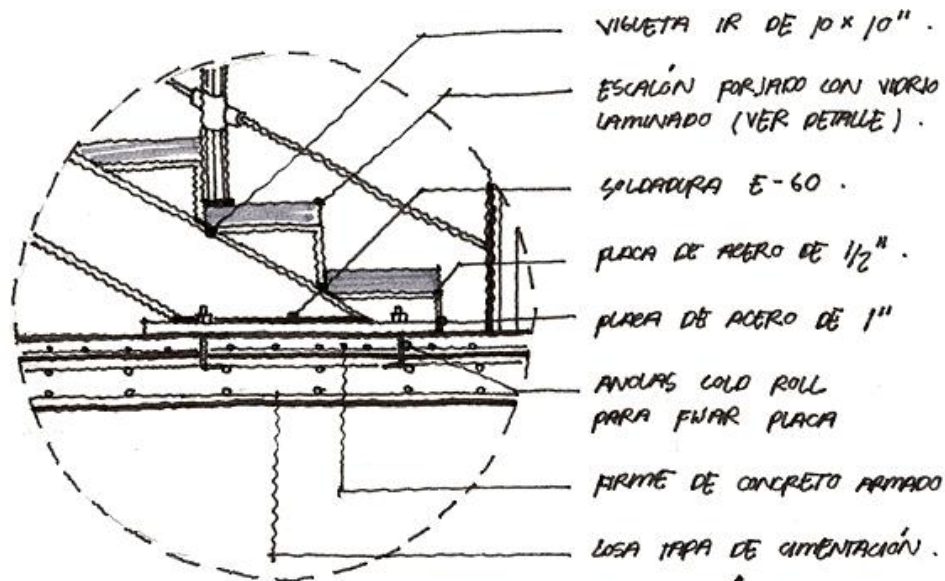 VIGUETA IR DE 10 x 10".
ESCALÓN FORJADO CON VIDRIO
LAMINADO (VER DETALLE).
SOLDADURA E-60.
PLACA DE ACERO DE 1/2".
PLACA DE ACERO DE 1"
ANCLAS COLD ROLL
PARA FIJAR PLACA
FIRME DE CONCRETO ARMADO
LOSA TAPA DE CIMENTACIÓN.